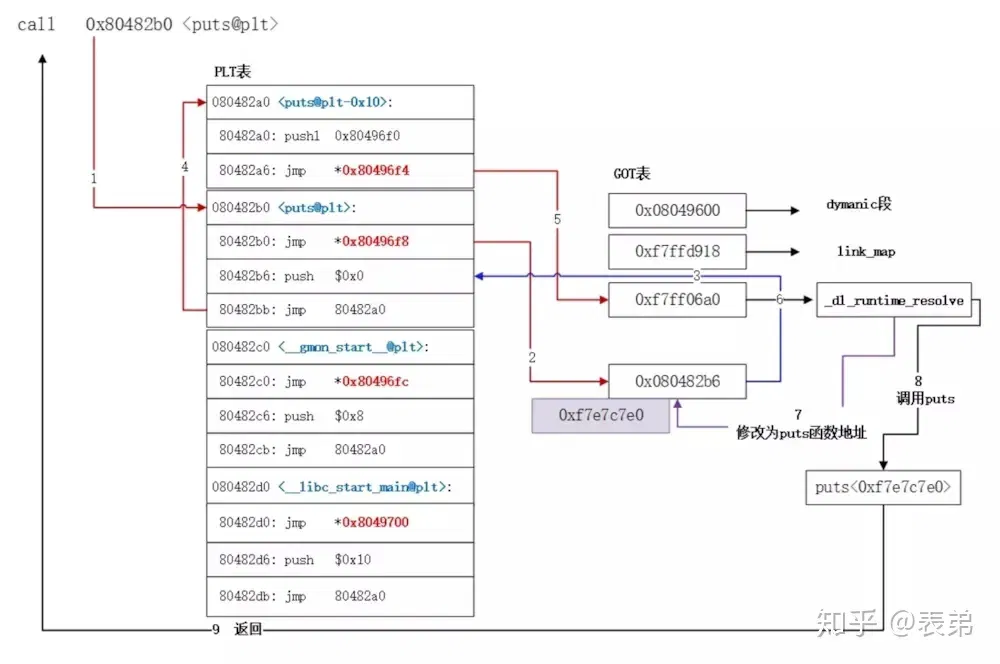 call 0x80482b0 <puts@plt>
PLT表
080482a0 <puts@plt-0x10>:
80482a0: pushl 0x80496f0
80482a6: jmp *0x80496f4
080482b0 <puts@plt>:
80482b0: jmp *0x80496f8
80482b6: push $0x0
80482bb: jmp 80482a0
080482c0 <__gmon_start__@plt>:
80482c0: jmp *0x80496fc
80482c6: push $0x8
80482cb: jmp 80482a0
080482d0 <__libc_start_main@plt>:
80482d0: jmp *0x8049700
80482d6: push $0x10
80482db: jmp 80482a0
1
4
5
2
3
6
GOT表
0x08049600
dymanic段
0xf7ffd918
link_map
0xf7ff06a0
_dl_runtime_resolve
0x080482b6
0xf7e7c7e0
7
修改为puts函数地址
8
调用puts
puts<0xf7e7c7e0>
9 返回
知乎 @表弟